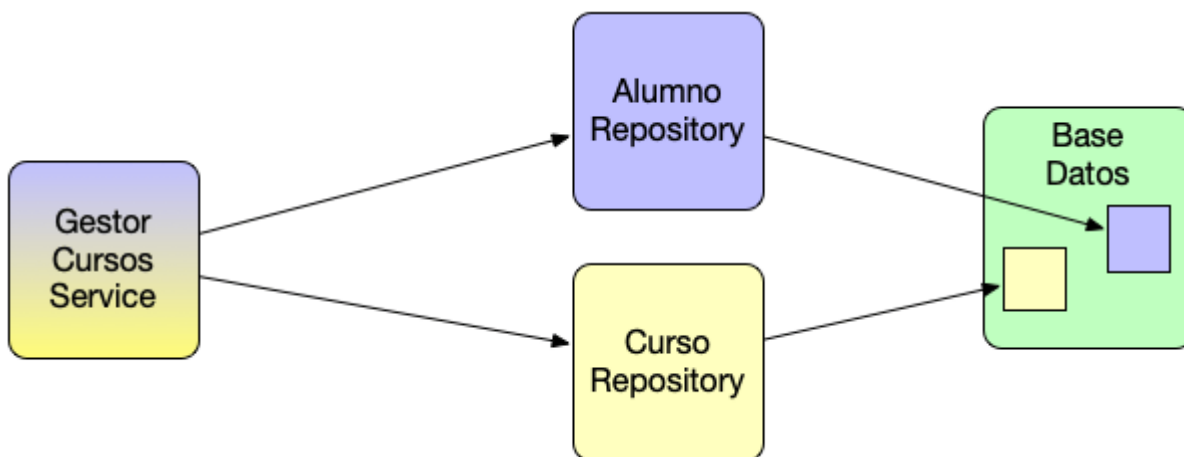 Gestor
Cursos
Service
Alumno
Repository
Curso
Repository
Base
Datos